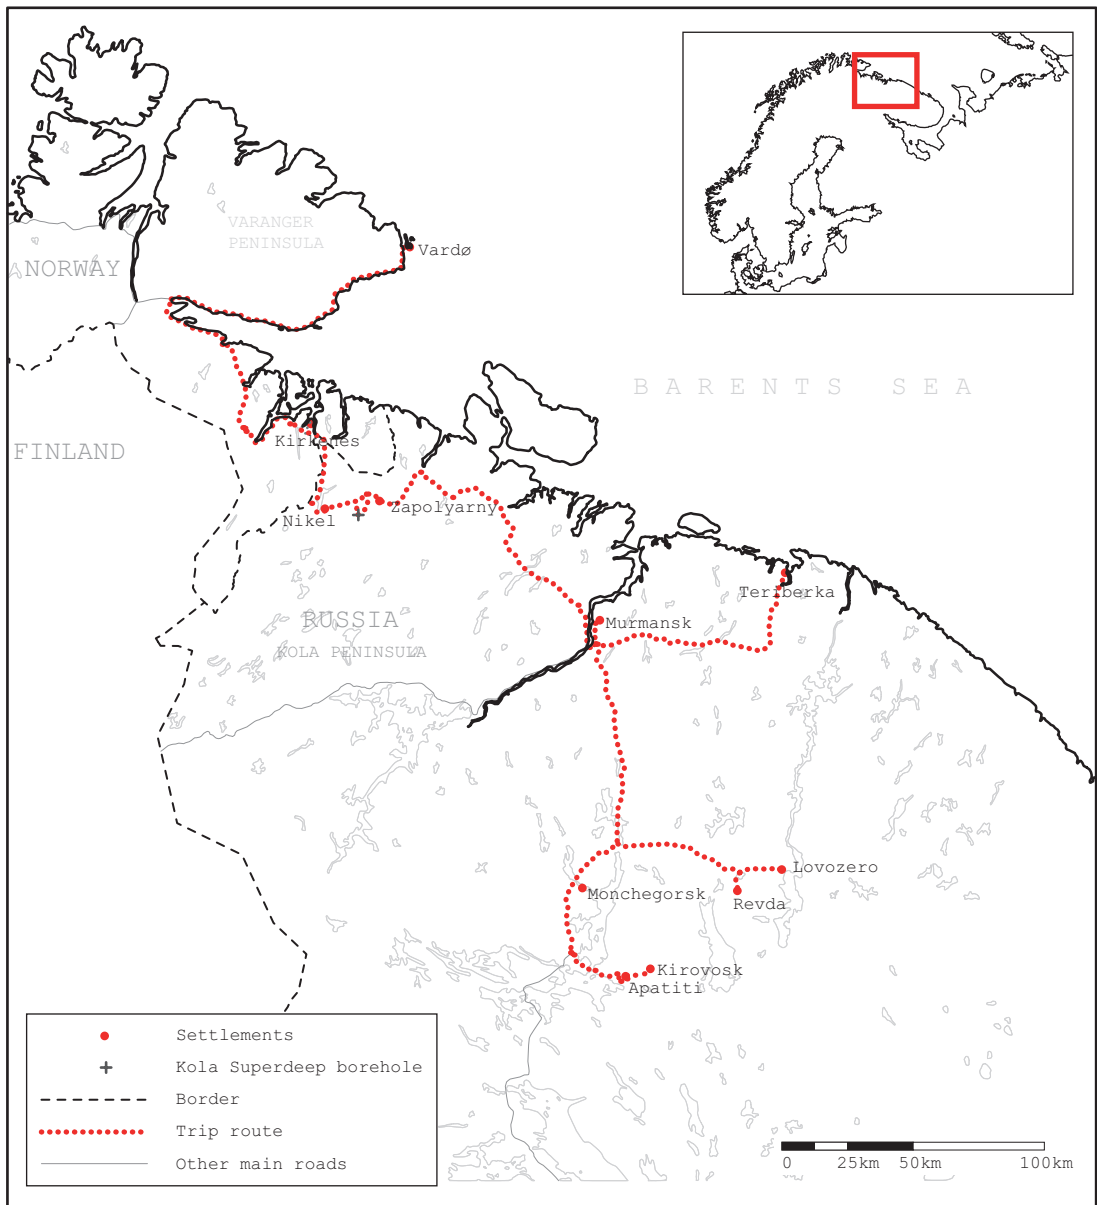 VARANGER
PENINSULA
Vardø
NORWAY
BARENTS SEA
FINLAND
Kirkenes
Zapolyarny
Nikel
Teriberka
RUSSIA
Murmansk
KOLA PENINSULA
Lovozero
Monchegorsk
Revda
Kirovosk
Apatiti
Settlements
Kola Superdeep borehole
Border
Trip route
Other main roads
0 25km 50km 100km